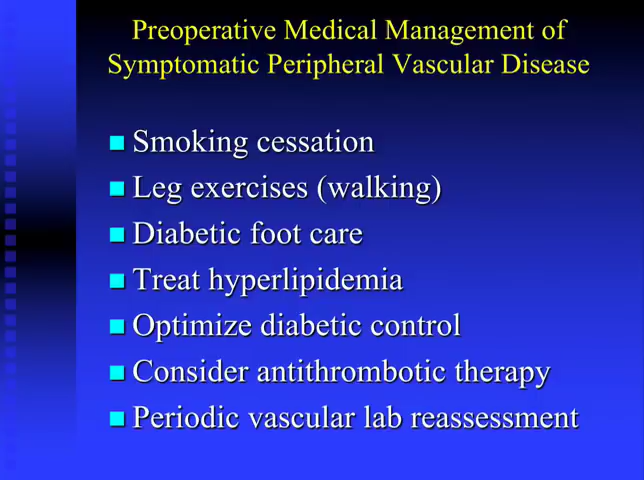 Preoperative Medical Management of
Symptomatic Peripheral Vascular Disease
Smoking cessation
Leg exercises (walking)
Diabetic foot care
Treat hyperlipidemia
Optimize diabetic control
Consider antithrombotic therapy
Periodic vascular lab reassessment